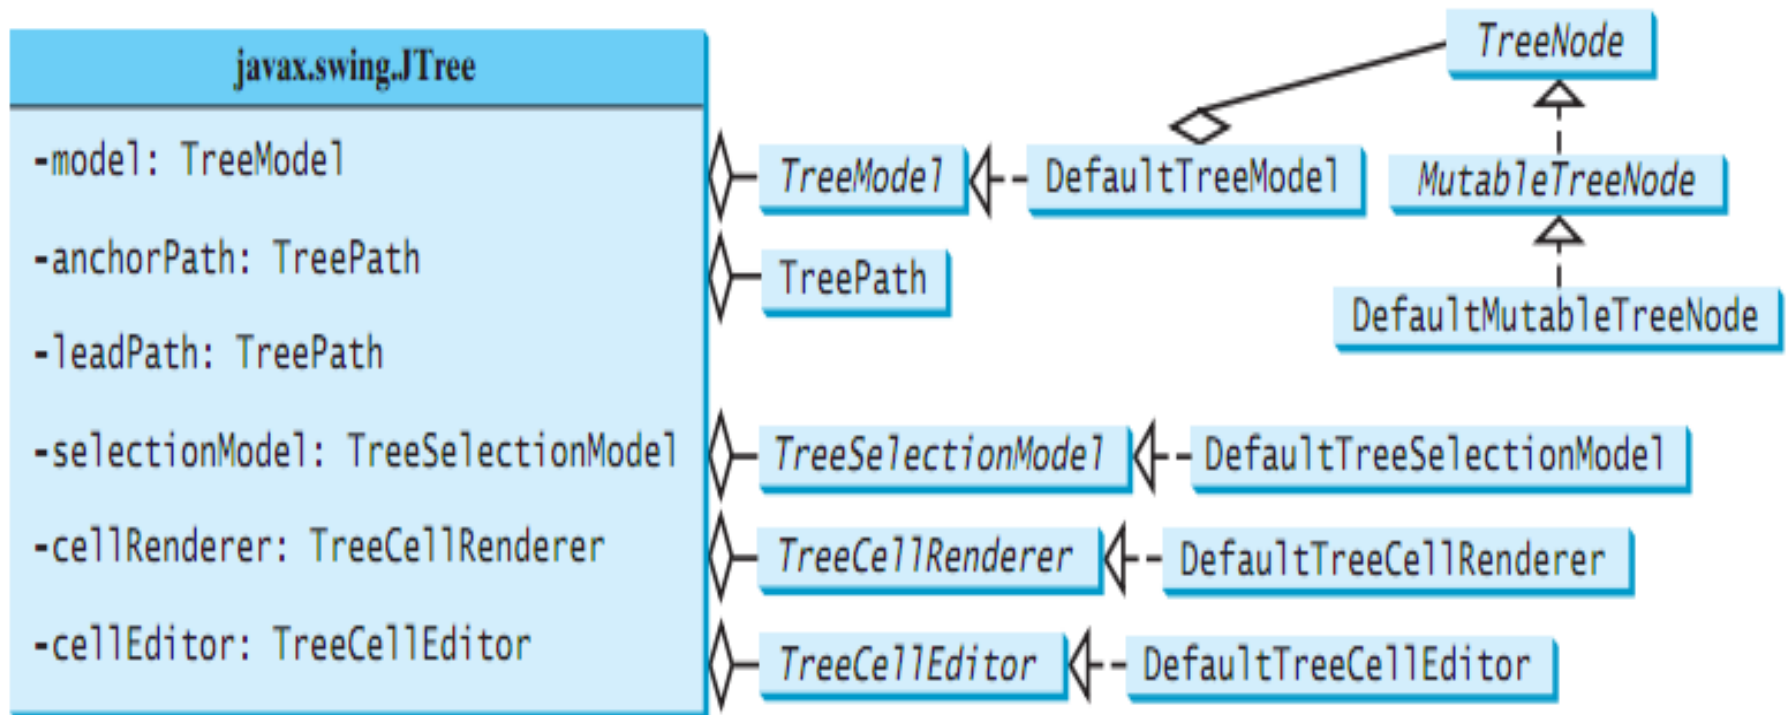 javax.swing.JTree
-model: TreeModel
-anchorPath: TreePath
-leadPath: TreePath
-selectionModel: TreeSelectionModel
-cellRenderer: TreeCellRenderer
-cellEditor: TreeCellEditor
TreeNode
TreeModel
DefaultTreeModel
MutableTreeNode
TreePath
DefaultMutableTreeNode
TreeSelectionModel
DefaultTreeSelectionModel
TreeCellRenderer
DefaultTreeCellRenderer
TreeCellEditor
DefaultTreeCellEditor